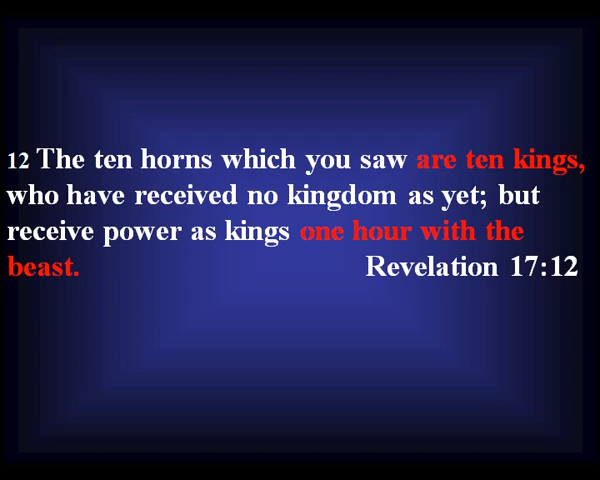 12 The ten horns which you saw are ten kings,
who have received no kingdom as yet; but
receive power as kings one hour with the
beast. Revelation 17:12